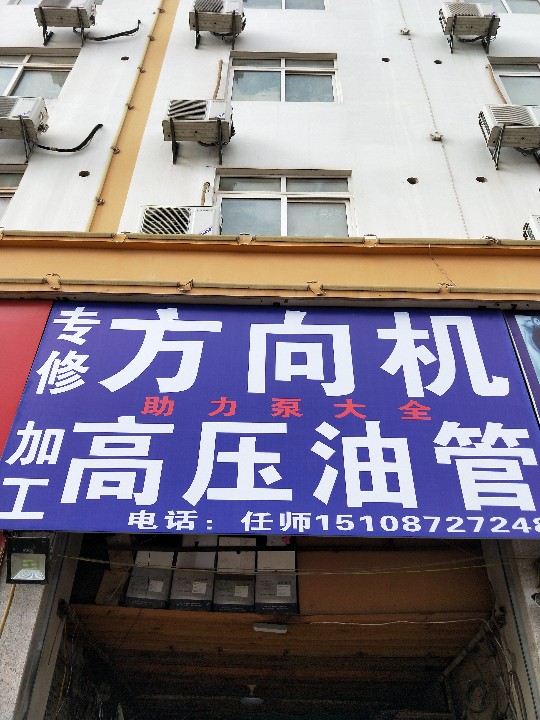 专修 方向机
助力泵大全
加工 高压油管
电话：任师15108727248